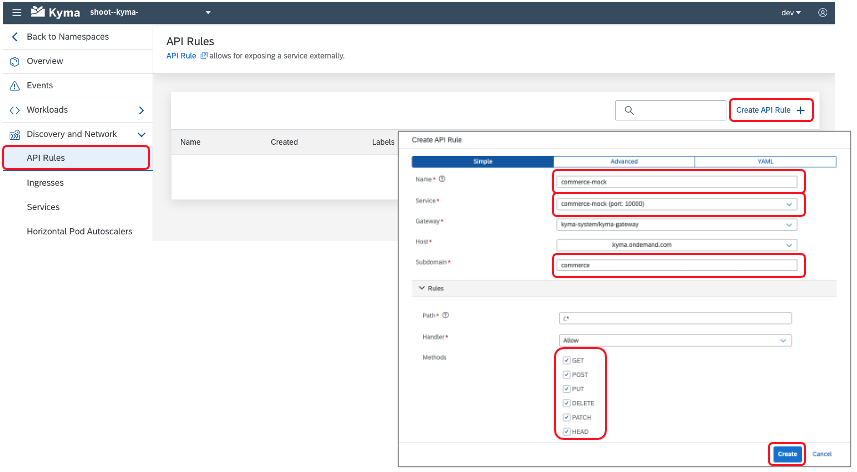 Kyma shoot--kyma- dev
Back to Namespaces
Overview
Events
Workloads
Discovery and Network
API Rules
Ingresses
Services
Horizontal Pod Autoscalers
API Rules
API Rule allows for exposing a service externally.
Create API Rule +
Name Created Labels
Create API Rule
Simple Advanced YAML
Name* commerce-mock
Service* commerce-mock (port: 10000)
Gateway* kyma-system/kyma-gateway
Host* kyma.ondemand.com
Subdomain* commerce
Rules
Path* /.*
Handler* Allow
Methods
GET
POST
PUT
DELETE
PATCH
HEAD
Create Cancel